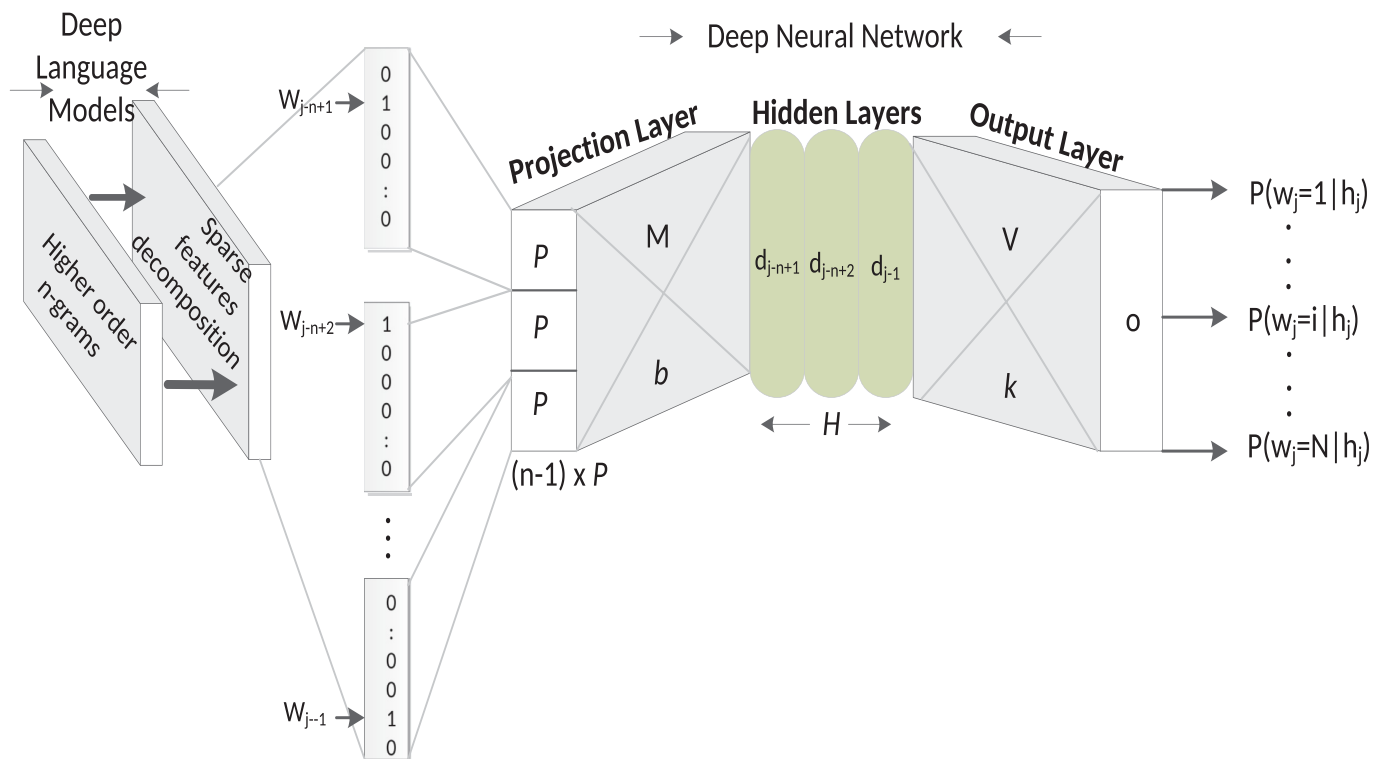 Deep
Language
Models
Higher order
n-grams
Sparse
features
decomposition
Wj-n+1
0
1
0
0
0
:
0
Wj-n+2
1
0
0
0
:
0
⋮
Wj--1
0
:
0
0
1
0
Deep Neural Network
Projection Layer
P
P
P
(n-1) x P
M
b
Hidden Layers
dj-n+1 dj-n+2 dj-1
H
Output Layer
V
k
o
P(wj=1|hj)
P(wj=i|hj)
P(wj=N|hj)